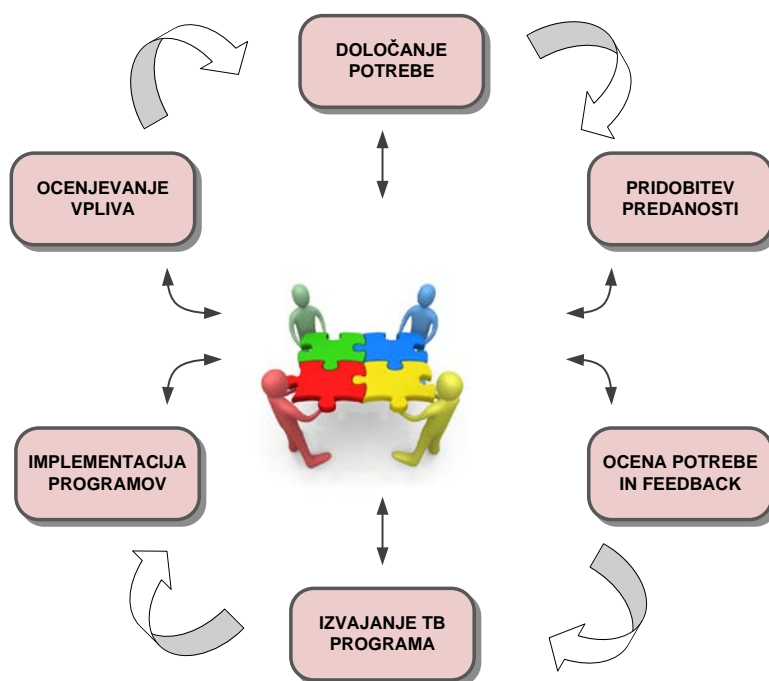 DOLOČANJE
POTREBE
PRIDOBITEV
PREDANOSTI
OCENA POTREBE
IN FEEDBACK
IZVAJANJE TB
PROGRAMA
IMPLEMENTACIJA
PROGRAMOV
OCENJEVANJE
VPLIVA